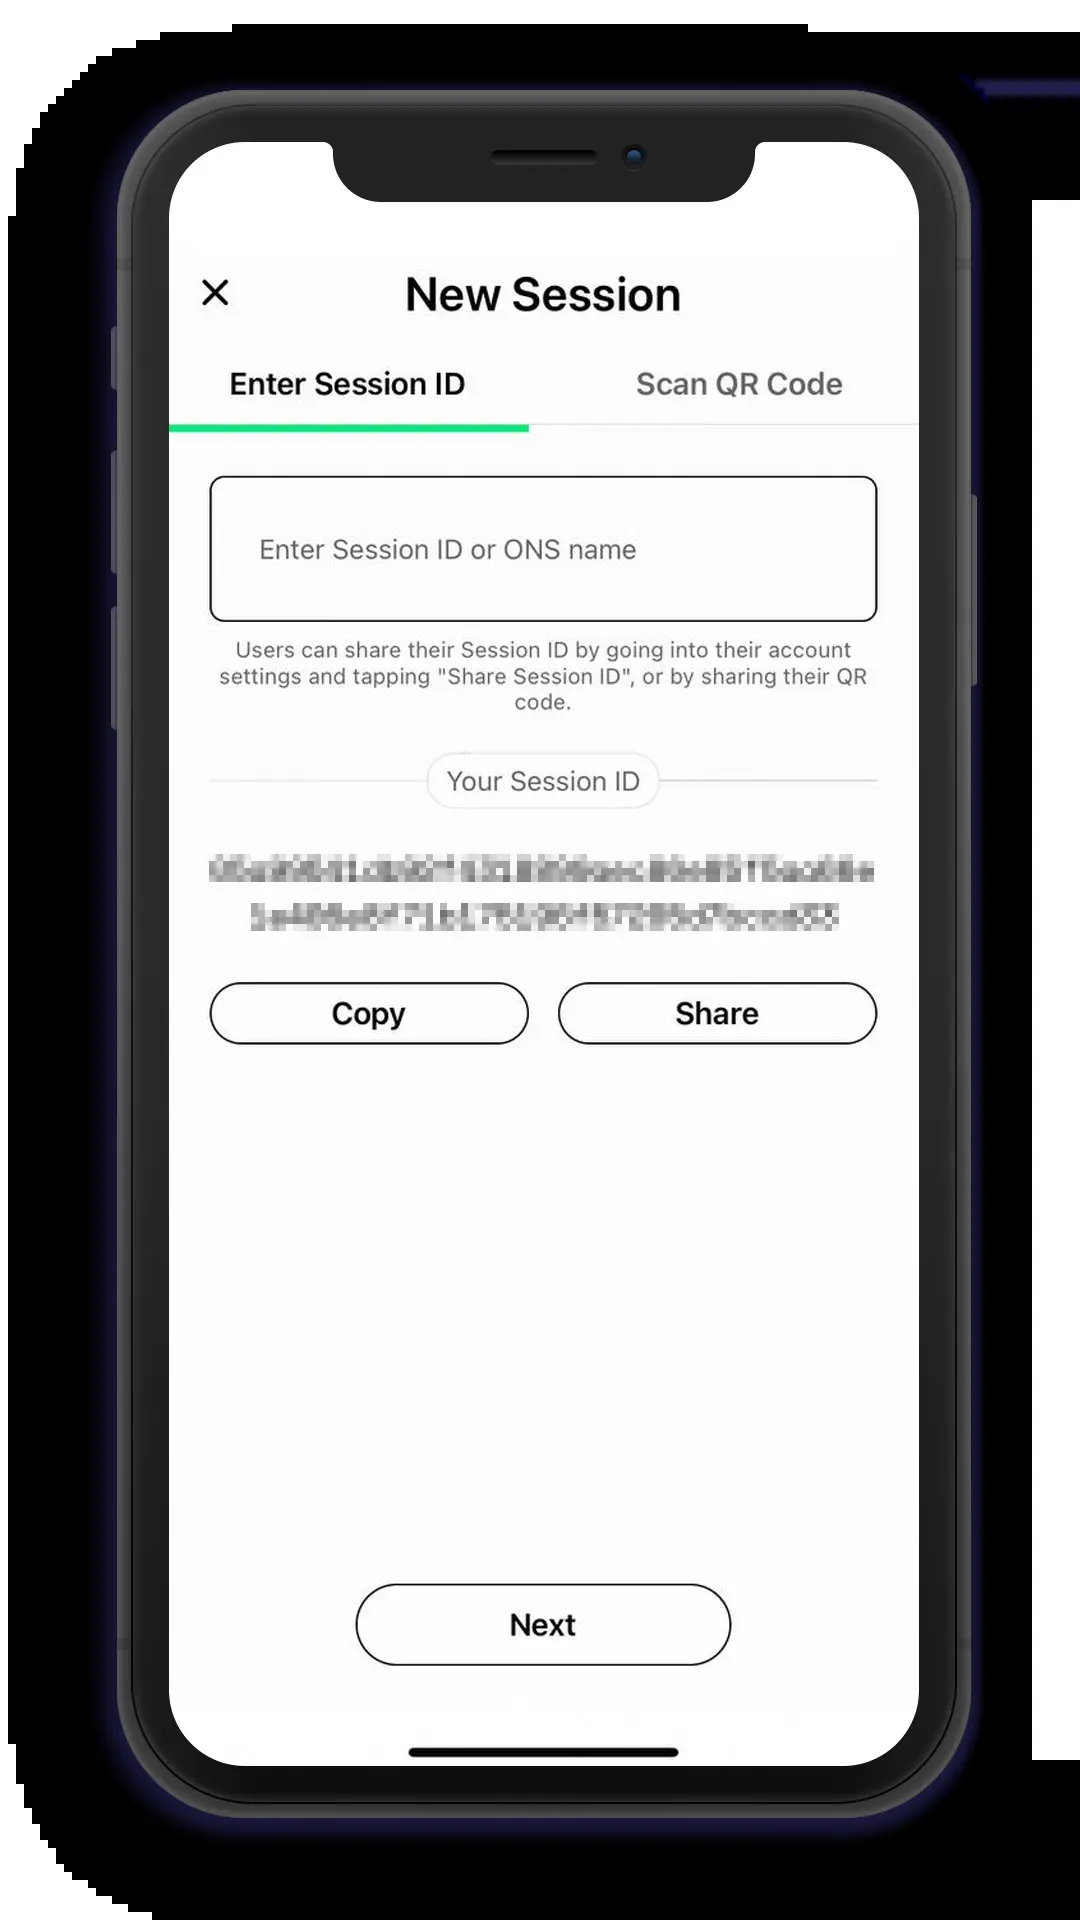 New Session
Enter Session ID
Scan QR Code
Enter Session ID or ONS name
Users can share their Session ID by going into their account
settings and tapping "Share Session ID", or by sharing their QR
code.
Your Session ID
Copy
Share
Next